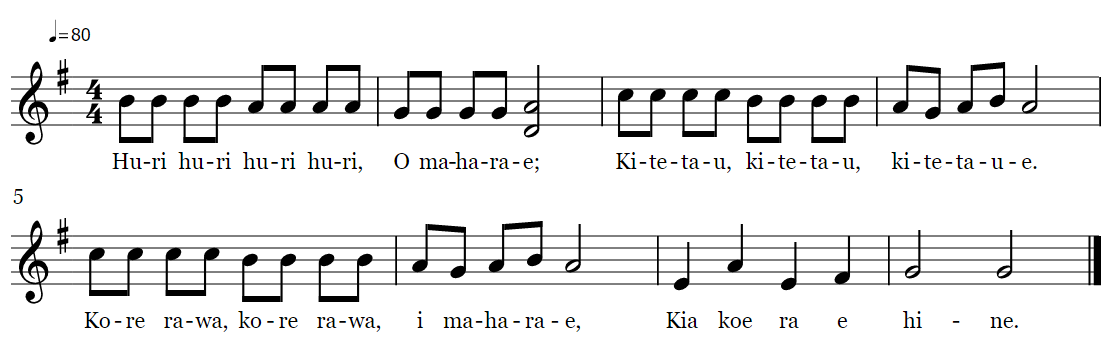 ♩=80
4/4
Hu-ri hu-ri hu-ri hu-ri, O ma-ha-ra-e; Ki-te-ta-u, ki-te-ta-u, ki-te-ta-u-e.
5
Ko-re ra-wa, ko-re ra-wa, i ma-ha-ra-e, Kia koe ra e hi-ne.